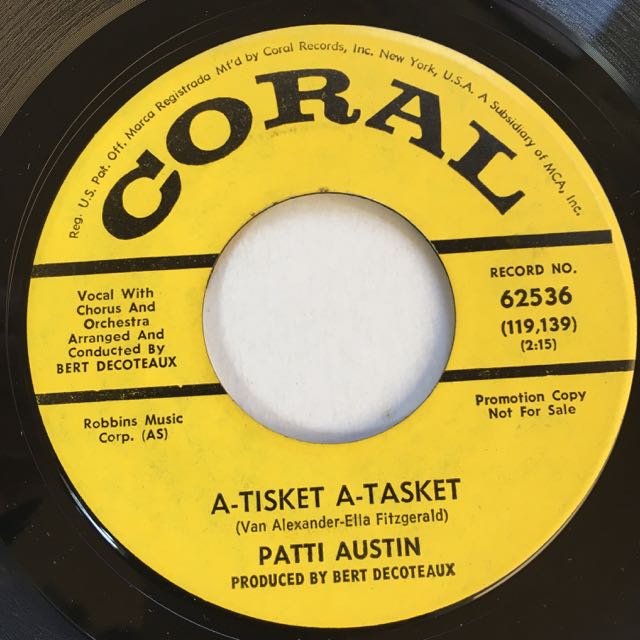 Reg. U.S. Pat. Off. Marca Registrada Mf'd by Coral Records, Inc. New York, U.S.A. A Subsidiary of MCA, Inc.
CORAL
Vocal With
Chorus And
Orchestra
Arranged And
Conducted By
BERT DECOTEAUX
RECORD NO.
62536
(119,139)
(2:15)
Robbins Music
Corp. (AS)
Promotion Copy
Not For Sale
A-TISKET A-TASKET
(Van Alexander-Ella Fitzgerald)
PATTI AUSTIN
PRODUCED BY BERT DECOTEAUX